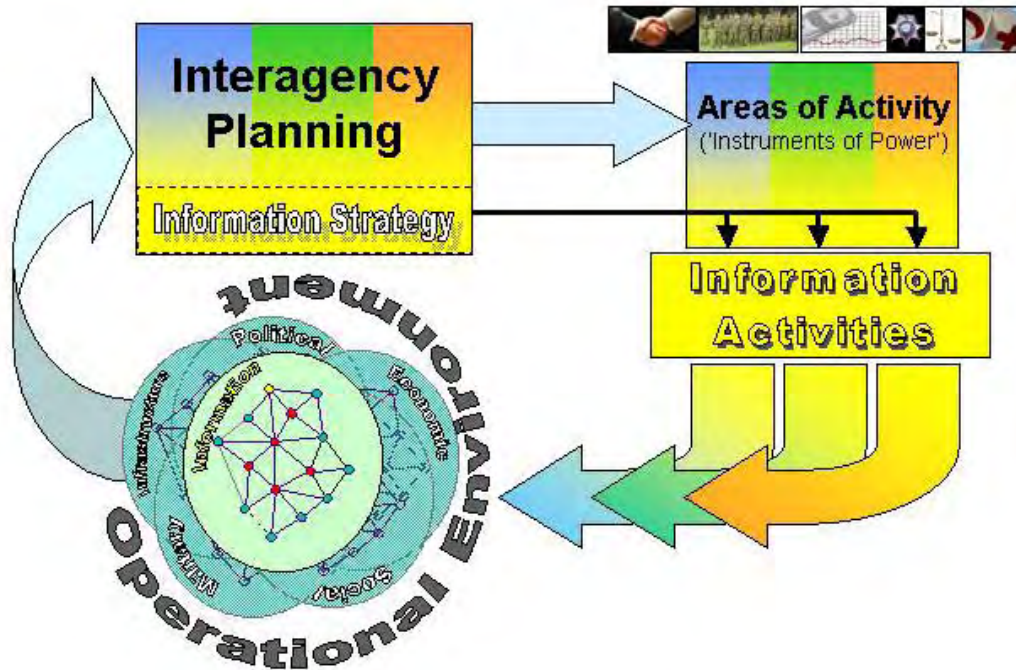 Interagency
Planning
Information Strategy
Areas of Activity
('Instruments of Power')
Information
Activities
Operational Environment
Political
Economic
Social
Military
Infrastructure
Information